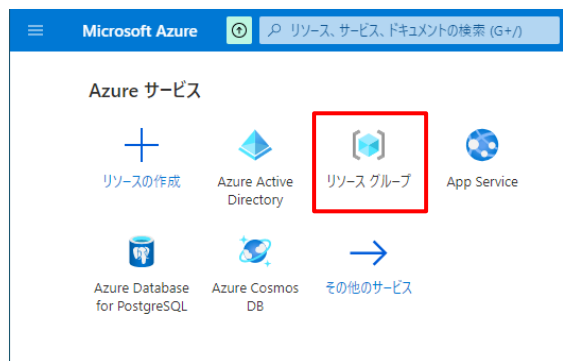 Microsoft Azure
リソース、サービス、ドキュメントの検索 (G+/)
Azure サービス
リソースの作成
Azure Active
Directory
リソース グループ
App Service
Azure Database
for PostgreSQL
Azure Cosmos
DB
その他のサービス